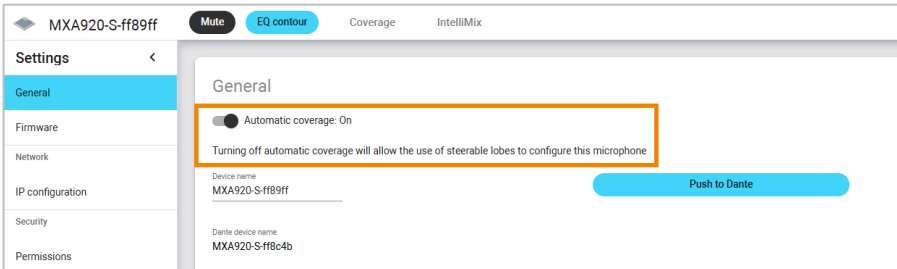 MXA920-S-ff89ff
Mute
EQ contour
Coverage
IntelliMix
Settings
General
Firmware
Network
IP configuration
Security
Permissions
General
Automatic coverage: On
Turning off automatic coverage will allow the use of steerable lobes to configure this microphone
Device name
MXA920-S-ff89ff
Push to Dante
Dante device name
MXA920-S-ff8c4b